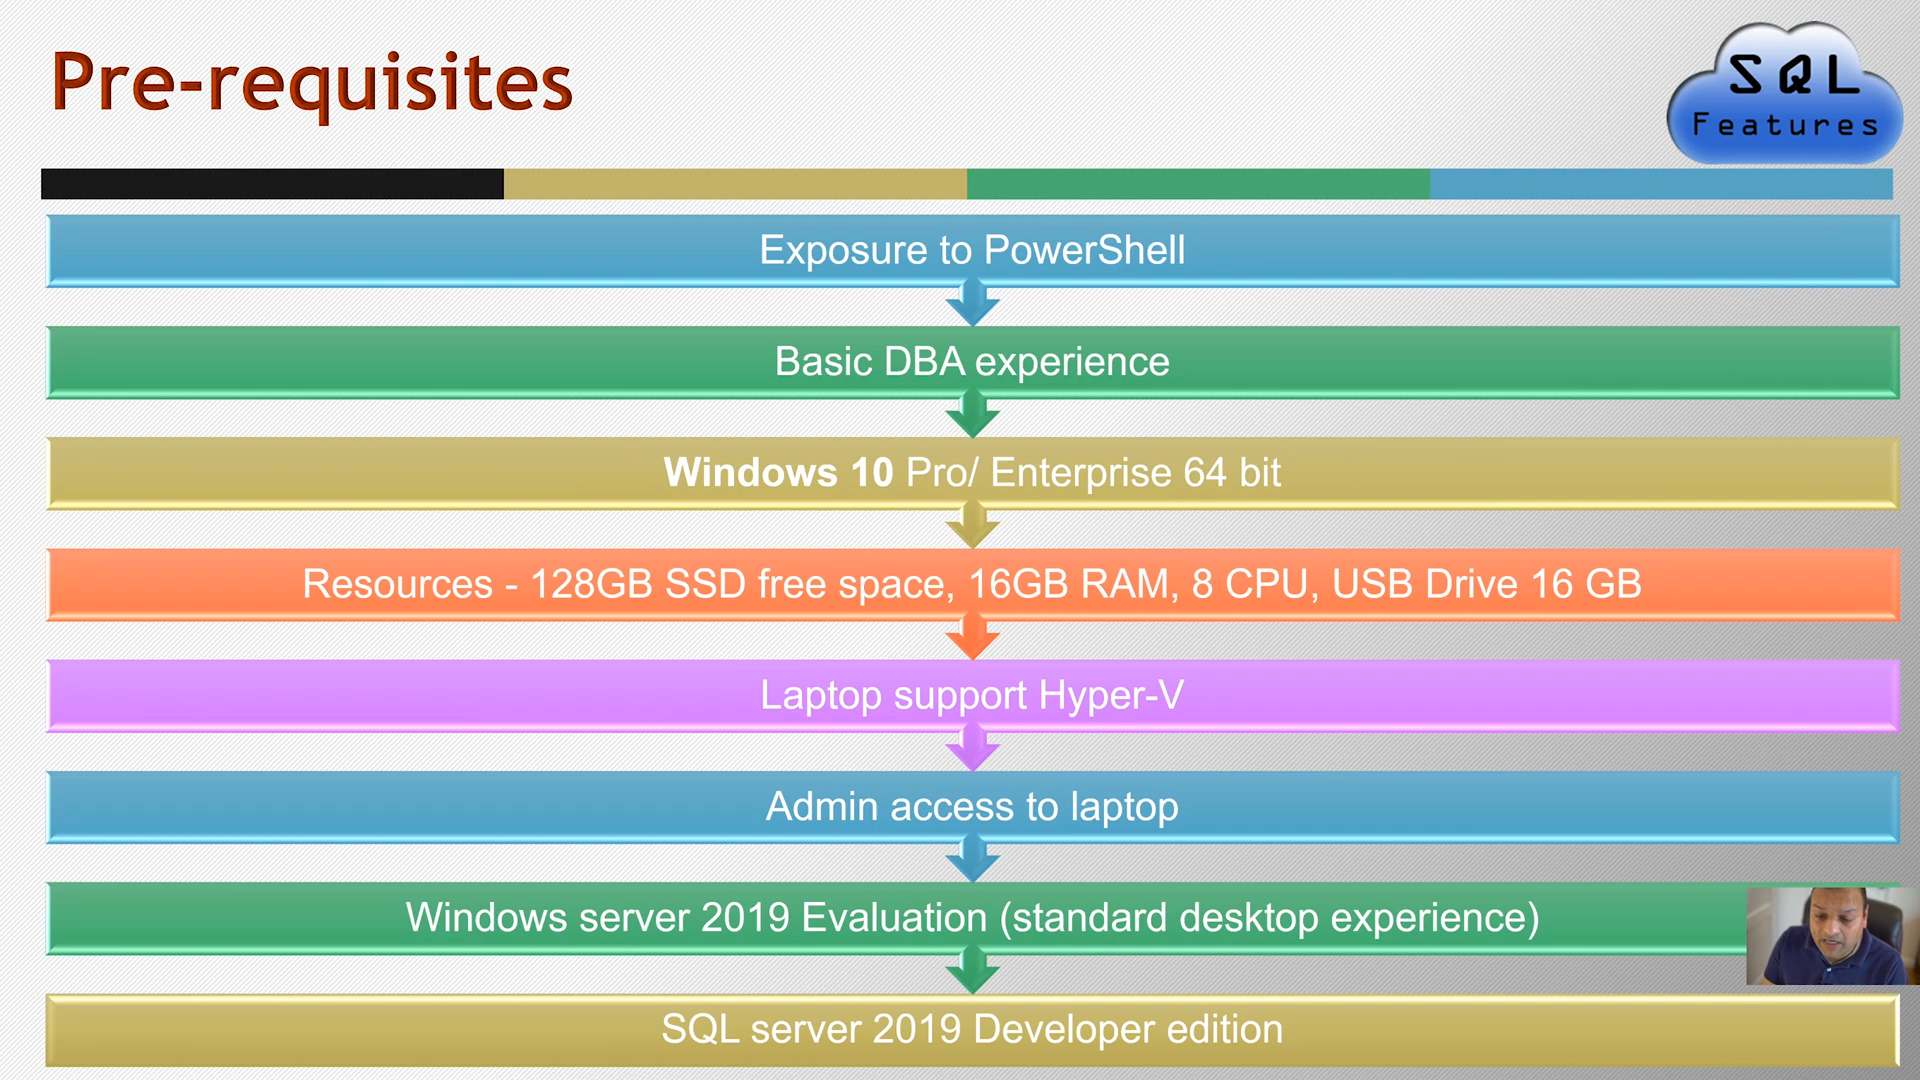 Pre-requisites
SQL
Features
Exposure to PowerShell
Basic DBA experience
Windows 10 Pro/ Enterprise 64 bit
Resources - 128GB SSD free space, 16GB RAM, 8 CPU, USB Drive 16 GB
Laptop support Hyper-V
Admin access to laptop
Windows server 2019 Evaluation (standard desktop experience)
SQL server 2019 Developer edition